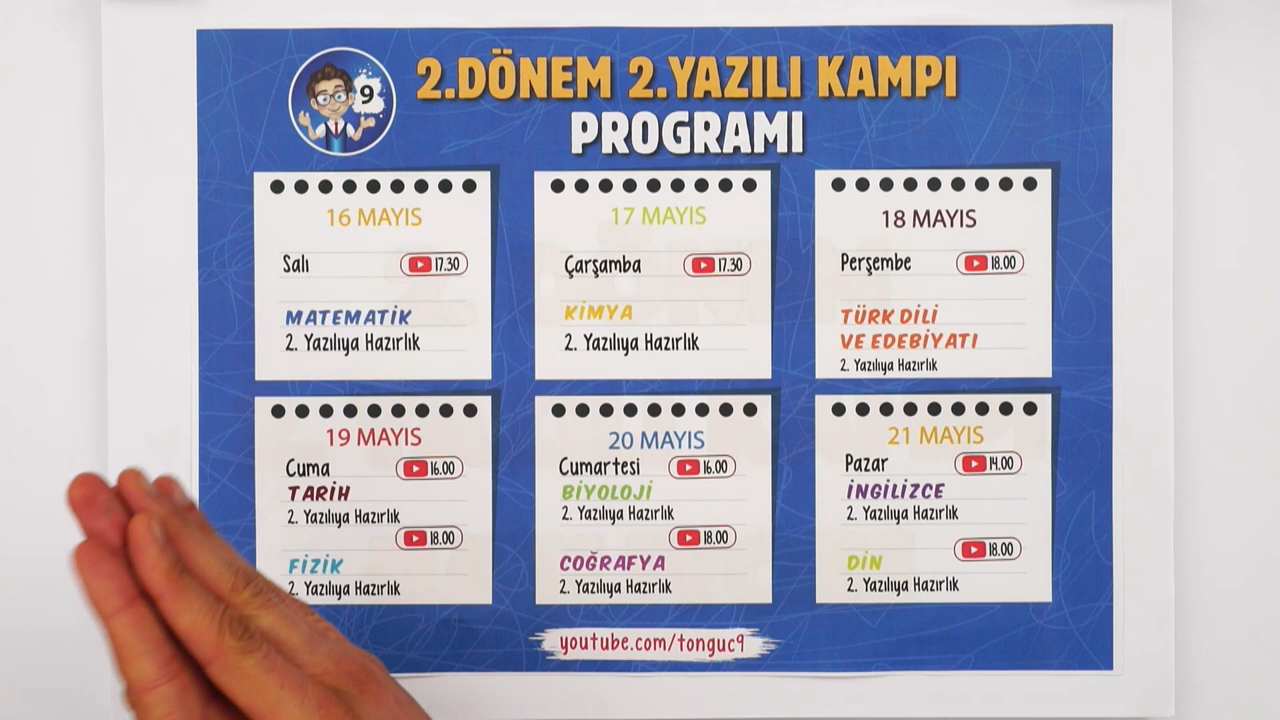 9
2.DÖNEM 2.YAZILI KAMPI
PROGRAMI
16 MAYIS
Salı 17.30
MATEMATİK
2. Yazılıya Hazırlık
17 MAYIS
Çarşamba 17.30
KİMYA
2. Yazılıya Hazırlık
18 MAYIS
Perşembe 18.00
TÜRK DİLİ
VE EDEBİYATI
2. Yazılıya Hazırlık
19 MAYIS
Cuma 16.00
TARİH
2. Yazılıya Hazırlık
18.00
FİZİK
2. Yazılıya Hazırlık
20 MAYIS
Cumartesi 16.00
BİYOLOJİ
2. Yazılıya Hazırlık
18.00
COĞRAFYA
2. Yazılıya Hazırlık
21 MAYIS
Pazar 14.00
İNGİLİZCE
2. Yazılıya Hazırlık
18.00
DİN
2. Yazılıya Hazırlık
youtube.com/tonguc9